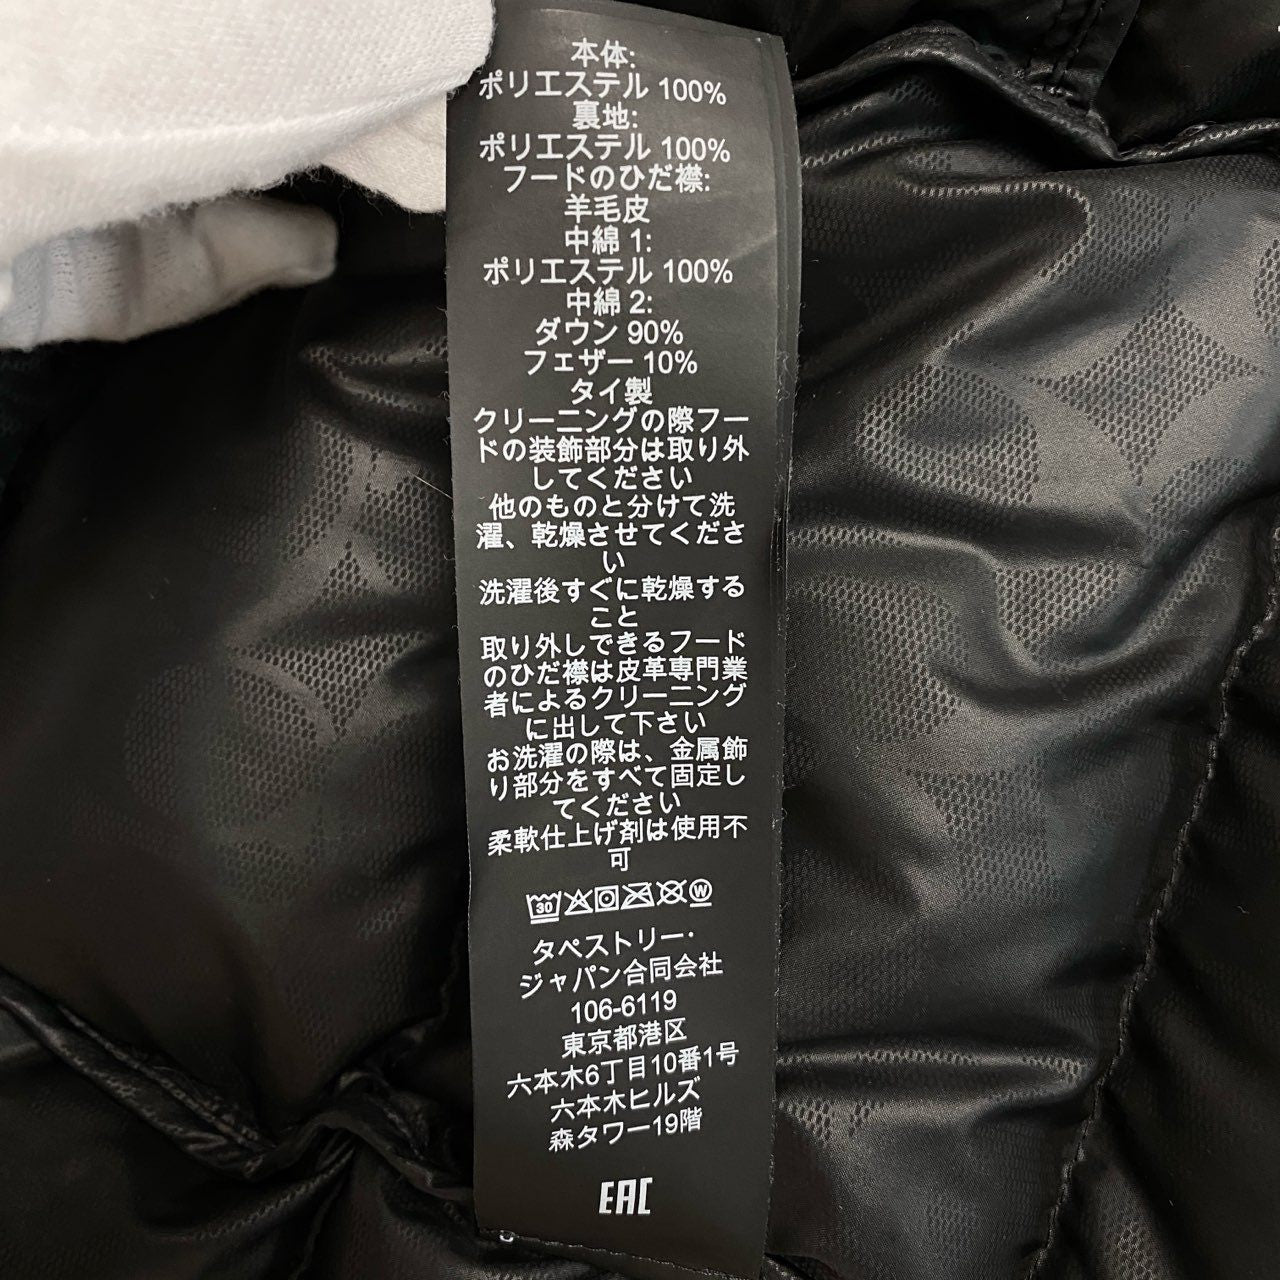 本体:
ポリエステル 100%
裏地:
ポリエステル 100%
フードのひだ襟:
羊毛皮
中綿 1:
ポリエステル 100%
中綿 2:
ダウン 90%
フェザー 10%
タイ製
クリーニングの際フー
ドの装飾部分は取り外
してください
他のものと分けて洗
濯、乾燥させてくださ
い
洗濯後すぐに乾燥する
こと
取り外しできるフード
のひだ襟は皮革専門業
者によるクリーニング
に出して下さい
お洗濯の際は、金属飾
り部分をすべて固定し
てください
柔軟仕上げ剤は使用不
可
30 W
タペストリー・
ジャパン合同会社
106-6119
東京都港区
六本木6丁目10番1号
六本木ヒルズ
森タワー19階
EAC